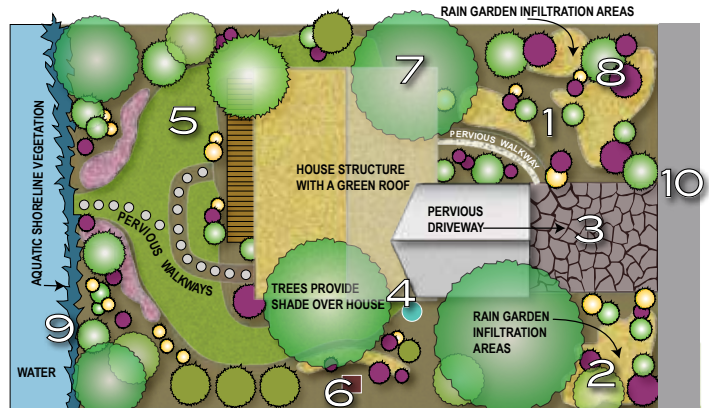 RAIN GARDEN INFILTRATION AREAS
7
8
5
1
PERVIOUS WALKWAY
HOUSE STRUCTURE
WITH A GREEN ROOF
10
AQUATIC SHORELINE VEGETATION
PERVIOUS
DRIVEWAY
3
PERVIOUS WALKWAYS
TREES PROVIDE
SHADE OVER HOUSE
4
9
RAIN GARDEN
INFILTRATION
AREAS
WATER
6
2